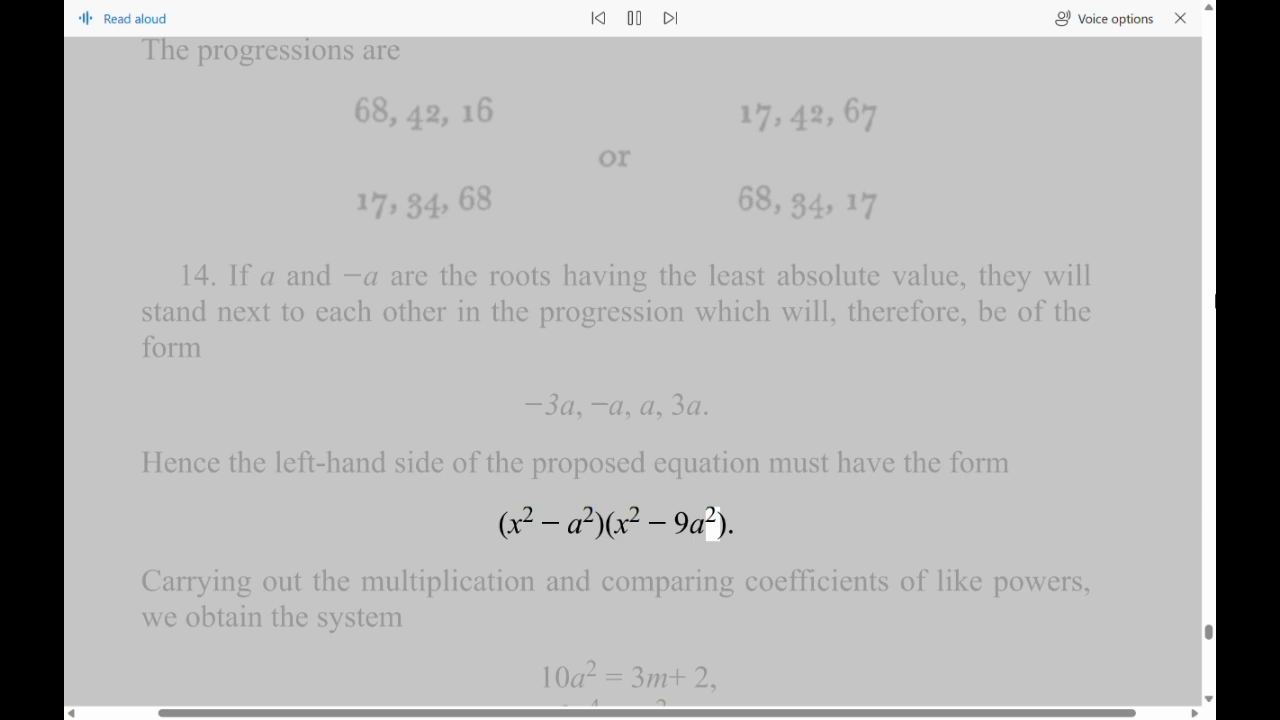 Read aloud
Voice options
The progressions are
68, 42, 16 17, 42, 67
or
17, 34, 68 68, 34, 17
14. If a and −a are the roots having the least absolute value, they will
stand next to each other in the progression which will, therefore, be of the
form
−3a, −a, a, 3a.
Hence the left-hand side of the proposed equation must have the form
(x² − a²)(x² − 9a²).
Carrying out the multiplication and comparing coefficients of like powers,
we obtain the system
10a² = 3m+ 2,